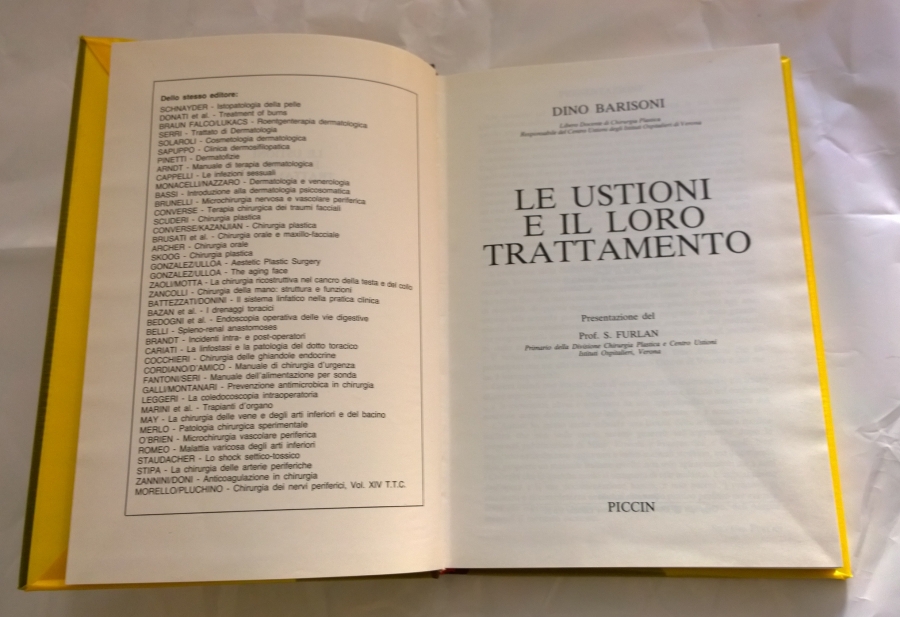 Dello stesso editore:
SCHNAYDER - Istopatologia della pelle
DONATI et al. - Treatment of burns
BRAUN FALCO/LUKACS - Roentgenterapia dermatologica
SERRI - Trattato di Dermatologia
SOLAROLI - Cosmetologia dermatologica
SAPUPPO - Clinica dermosifilopatica
PINETTI - Dermatofizie
ARNDT - Manuale di terapia dermatologica
CAPPELLI - Le infezioni sessuali
MONACELLI/NAZZARO - Dermatologia e venerologia
BASSI - Introduzione alla dermatologia psicosomatica
BRUNELLI - Microchirurgia nervosa e vascolare periferica
CONVERSE - Terapia chirurgica dei traumi facciali
SCUDERI - Chirurgia plastica
CONVERSE/KAZANJIAN - Chirurgia plastica
BRUSATI et al. - Chirurgia orale e maxillo-facciale
ARCHER - Chirurgia orale
SKOOG - Chirurgia plastica
GONZALEZ/ULLOA - Aestetic Plastic Surgery
GONZALEZ/ULLOA - The aging face
ZAOLI/MOTTA - La chirurgia ricostruttiva nel cancro della testa e del collo
ZANCOLLI - Chirurgia della mano: struttura e funzioni
BATTEZZATI/DONINI - Il sistema linfatico nella pratica clinica
BAZAN et al. - I drenaggi toracici
BEDOGNI et al. - Endoscopia operativa delle vie digestive
BELLI - Spleno-renal anastomoses
BRANDT - Incidenti intra- e post-operatori
CARIATI - La linfostasi e la patologia del dotto toracico
COCCHIERI - Chirurgia delle ghiandole endocrine
CORDIANO/D'AMICO - Manuale di chirurgia d'urgenza
FANTONI/SERI - Manuale dell'alimentazione per sonda
GALLI/MONTANARI - Prevenzione antimicrobica in chirurgia
LEGGERI - La coledocoscopia intraoperatoria
MARINI et al. - Trapianti d'organo
MAY - La chirurgia delle vene e degli arti inferiori e del bacino
MERLO - Patologia chirurgica sperimentale
O'BRIEN - Microchirurgia vascolare periferica
ROMEO - Malattia varicosa degli arti inferiori
STAUDACHER - Lo shock settico-tossico
STIPA - La chirurgia delle arterie periferiche
ZANNINI/DONI - Anticoagulazione in chirurgia
MORELLO/PLUCHINO - Chirurgia dei nervi periferici, Vol. XIV T.T.C.
DINO BARISONI
Libero Docente di Chirurgia Plastica
Responsabile del Centro Ustioni degli Istituti Ospitalieri di Verona
LE USTIONI
E IL LORO
TRATTAMENTO
Presentazione del
Prof. S. FURLAN
Primario della Divisione Chirurgia Plastica e Centro Ustioni
Istituti Ospitalieri, Verona
PICCIN